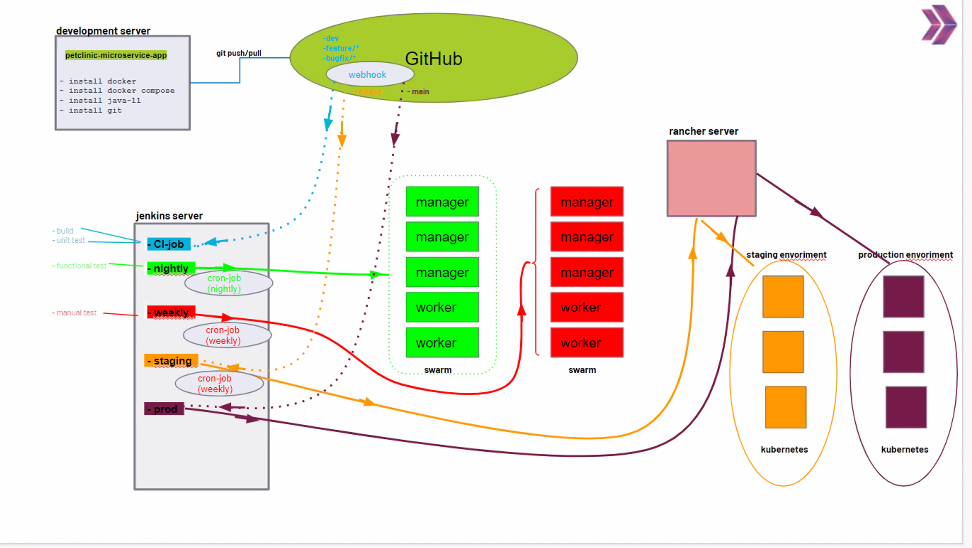 development server
petclinic-microservice-app
- install docker
- install docker compose
- install java-11
- install git
git push/pull
-dev
-feature/*
-bugfix/*
GitHub
webhook
- main
rancher server
jenkins server
- build
- unit test
- functional test
- manual test
- CI-job
- nightly
cron-job
(nightly)
- weekly
cron-job
(weekly)
- staging
cron-job
(weekly)
- prod
manager
manager
manager
worker
worker
swarm
manager
manager
manager
worker
worker
swarm
staging envoriment
kubernetes
production envoriment
kubernetes